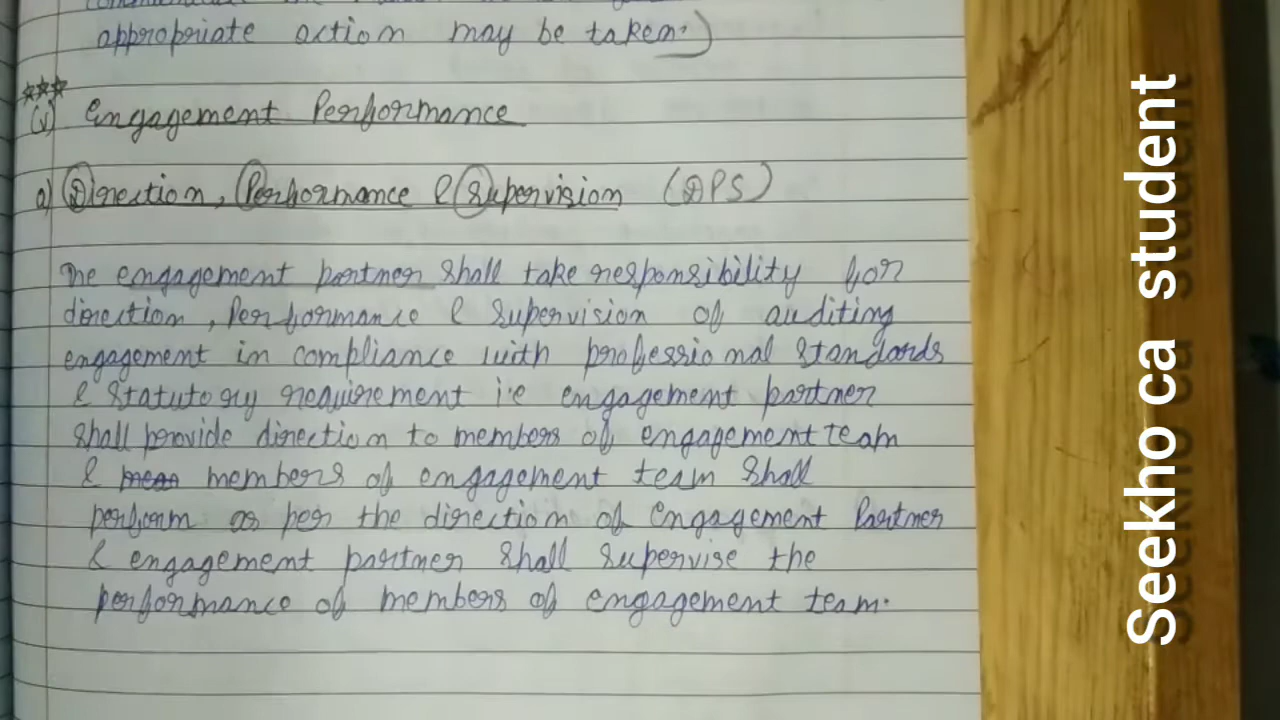 appropriate action may be taken.)
***
(v) Engagement Performance
a) Direction, Performance & Supervision (DPS)
The engagement partner shall take responsibility for
direction, Performance & Supervision of auditing
engagement in compliance with professional standards
& Statutory requirement i.e engagement partner
shall provide direction to members of engagement team
& members of engagement team shall
perform as per the direction of engagement Partner
& engagement partner shall supervise the
performance of members of engagement team.
Seekho ca student